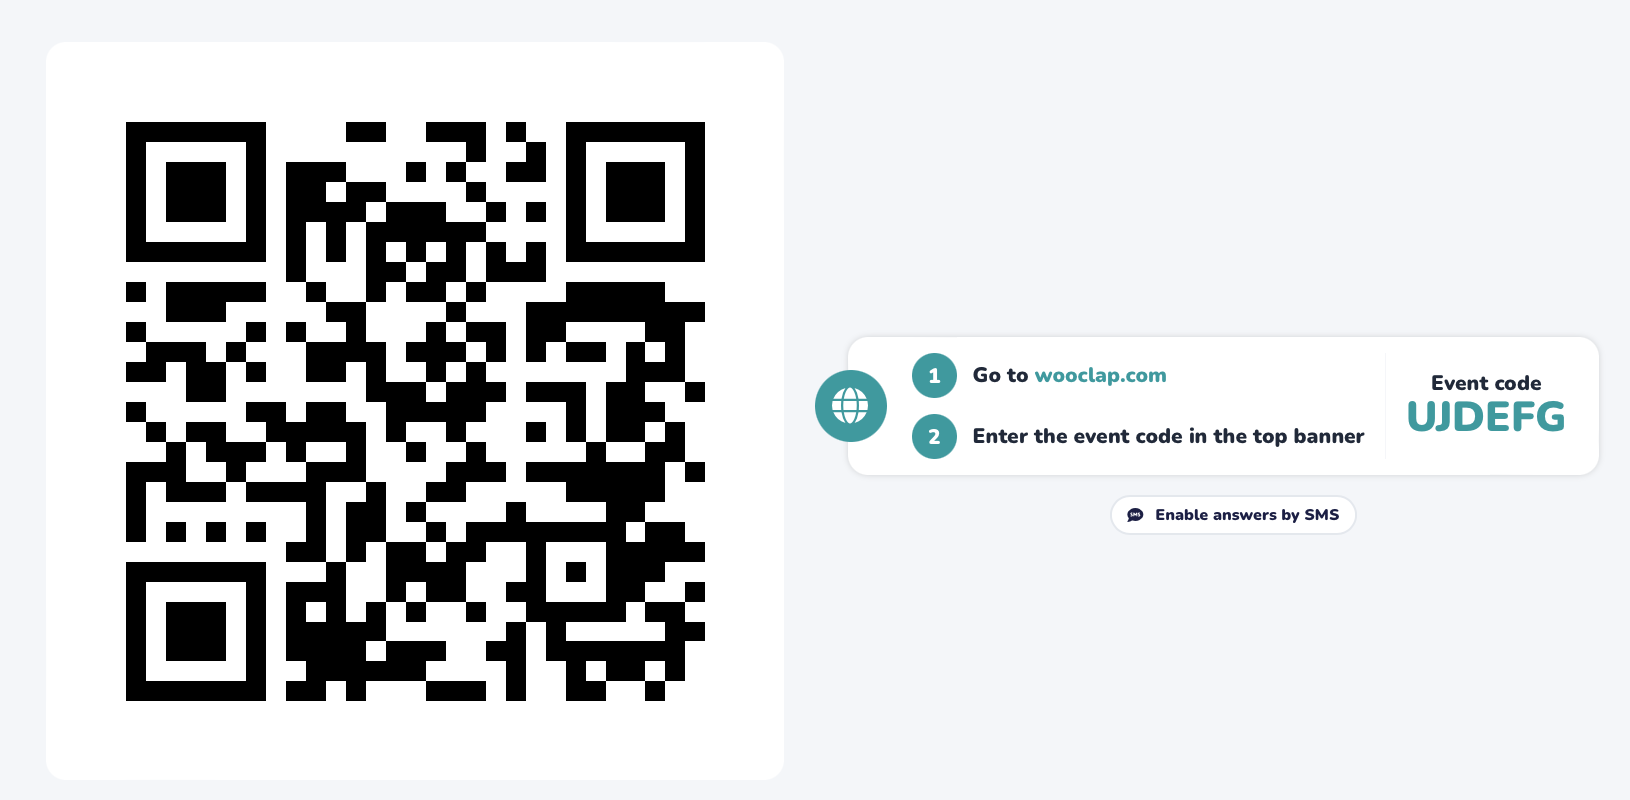 1 Go to wooclap.com
2 Enter the event code in the top banner
Event code
UJDEFG
SMS Enable answers by SMS